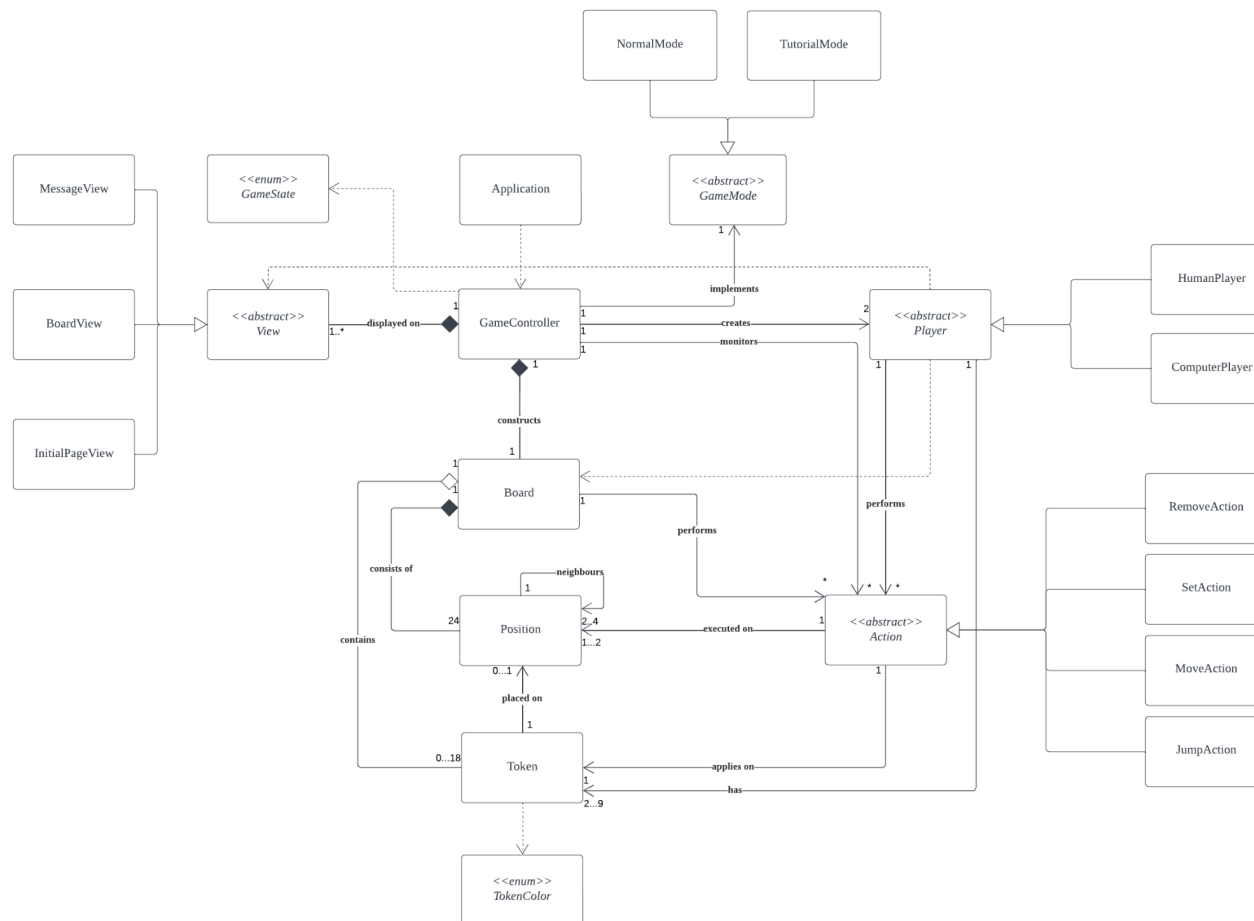 NormalMode
TutorialMode
MessageView
<<enum>>
GameState
Application
<<abstract>>
GameMode
1
implements
HumanPlayer
BoardView
<<abstract>>
View
1..*
displayed on
1
GameController
1
1
1
1
creates
monitors
2
<<abstract>>
Player
1
1
ComputerPlayer
constructs
InitialPageView
1
1
1
Board
1
performs
performs
RemoveAction
consists of
neighbours
1
*
*
*
SetAction
24
Position
2..4
1...2
executed on
1
<<abstract>>
Action
1
contains
0...1
placed on
1
MoveAction
0...18
Token
applies on
1
has
2...9
JumpAction
<<enum>>
TokenColor